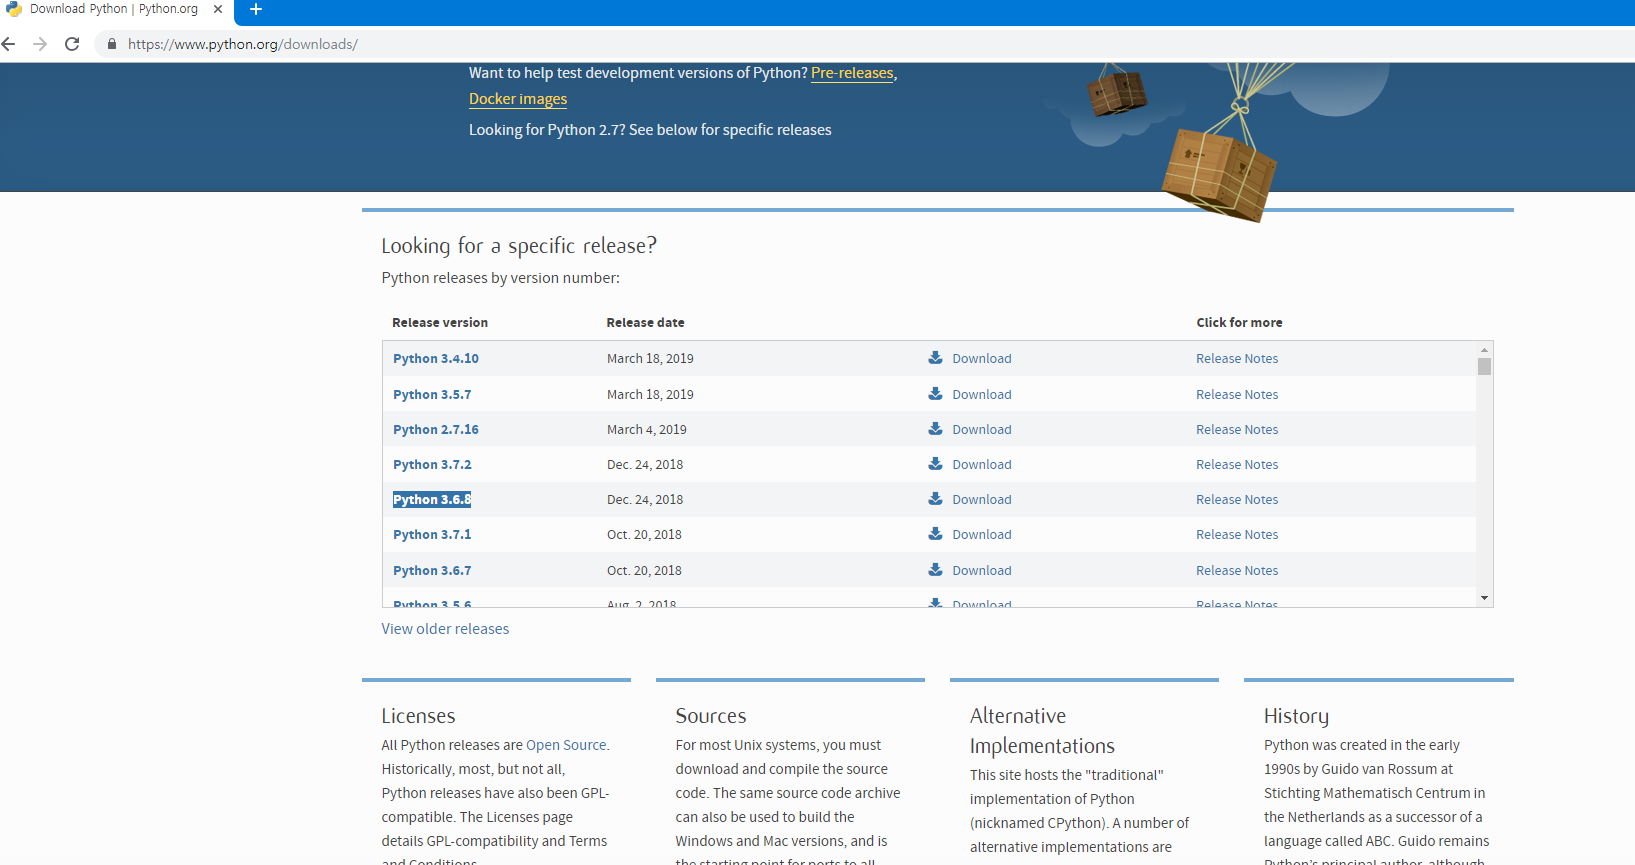 Download Python | Python.org
https://www.python.org/downloads/
Want to help test development versions of Python? Pre-releases,
Docker images
Looking for Python 2.7? See below for specific releases
Looking for a specific release?
Python releases by version number:
Release version Release date Click for more
Python 3.4.10 March 18, 2019 Download Release Notes
Python 3.5.7 March 18, 2019 Download Release Notes
Python 2.7.16 March 4, 2019 Download Release Notes
Python 3.7.2 Dec. 24, 2018 Download Release Notes
Python 3.6.8 Dec. 24, 2018 Download Release Notes
Python 3.7.1 Oct. 20, 2018 Download Release Notes
Python 3.6.7 Oct. 20, 2018 Download Release Notes
Python 3.5.6 Aug. 2, 2018 Download Release Notes
View older releases
Licenses
All Python releases are Open Source.
Historically, most, but not all,
Python releases have also been GPL-
compatible. The Licenses page
details GPL-compatibility and Terms
and Conditions.
Sources
For most Unix systems, you must
download and compile the source
code. The same source code archive
can also be used to build the
Windows and Mac versions, and is
the starting point for ports to all
Alternative
Implementations
This site hosts the "traditional"
implementation of Python
(nicknamed CPython). A number of
alternative implementations are
History
Python was created in the early
1990s by Guido van Rossum at
Stichting Mathematisch Centrum in
the Netherlands as a successor of a
language called ABC. Guido remains
Python's principal author, although